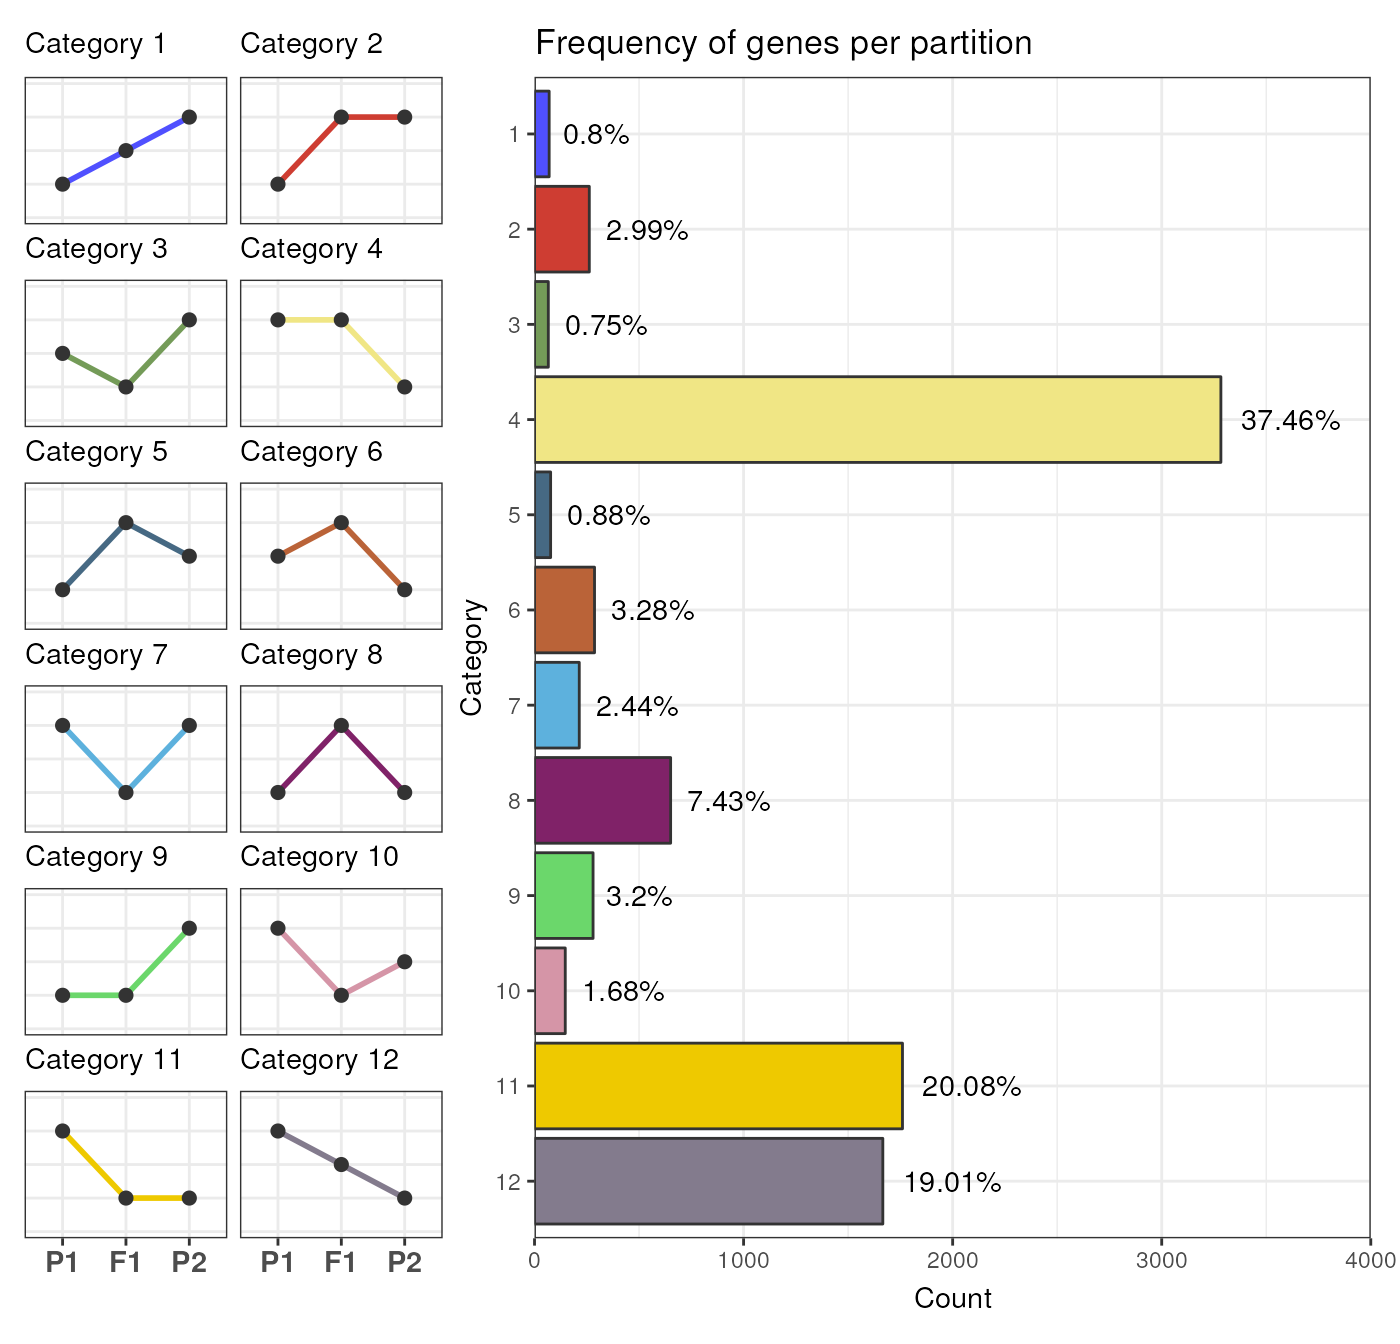 Category 1
Category 2
Category 3
Category 4
Category 5
Category 6
Category 7
Category 8
Category 9
Category 10
Category 11
Category 12
P1 F1 P2
P1 F1 P2
Frequency of genes per partition
Category
1
0.8%
2
2.99%
3
0.75%
4
37.46%
5
0.88%
6
3.28%
7
2.44%
8
7.43%
9
3.2%
10
1.68%
11
20.08%
12
19.01%
0 1000 2000 3000 4000
Count